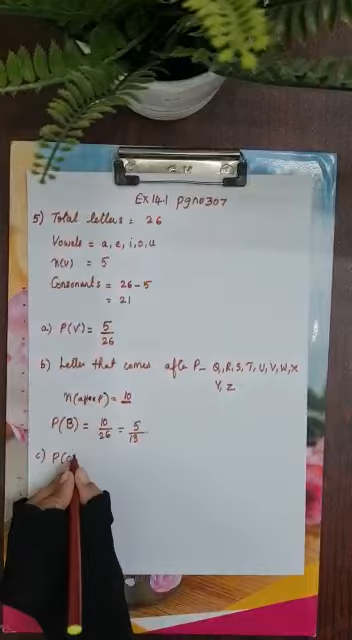 Ex 14.1 Pg no 307
5) Total letters = 26
Vowels = a, e, i, o, u
n(v) = 5
Consonants = 26 - 5
= 21
a) P(V) = 5/26
b) Letter that comes after P - Q, R, S, T, U, V, W, X
Y, Z
n(after P) = 10
P(B) = 10/26 = 5/13.
c) P(